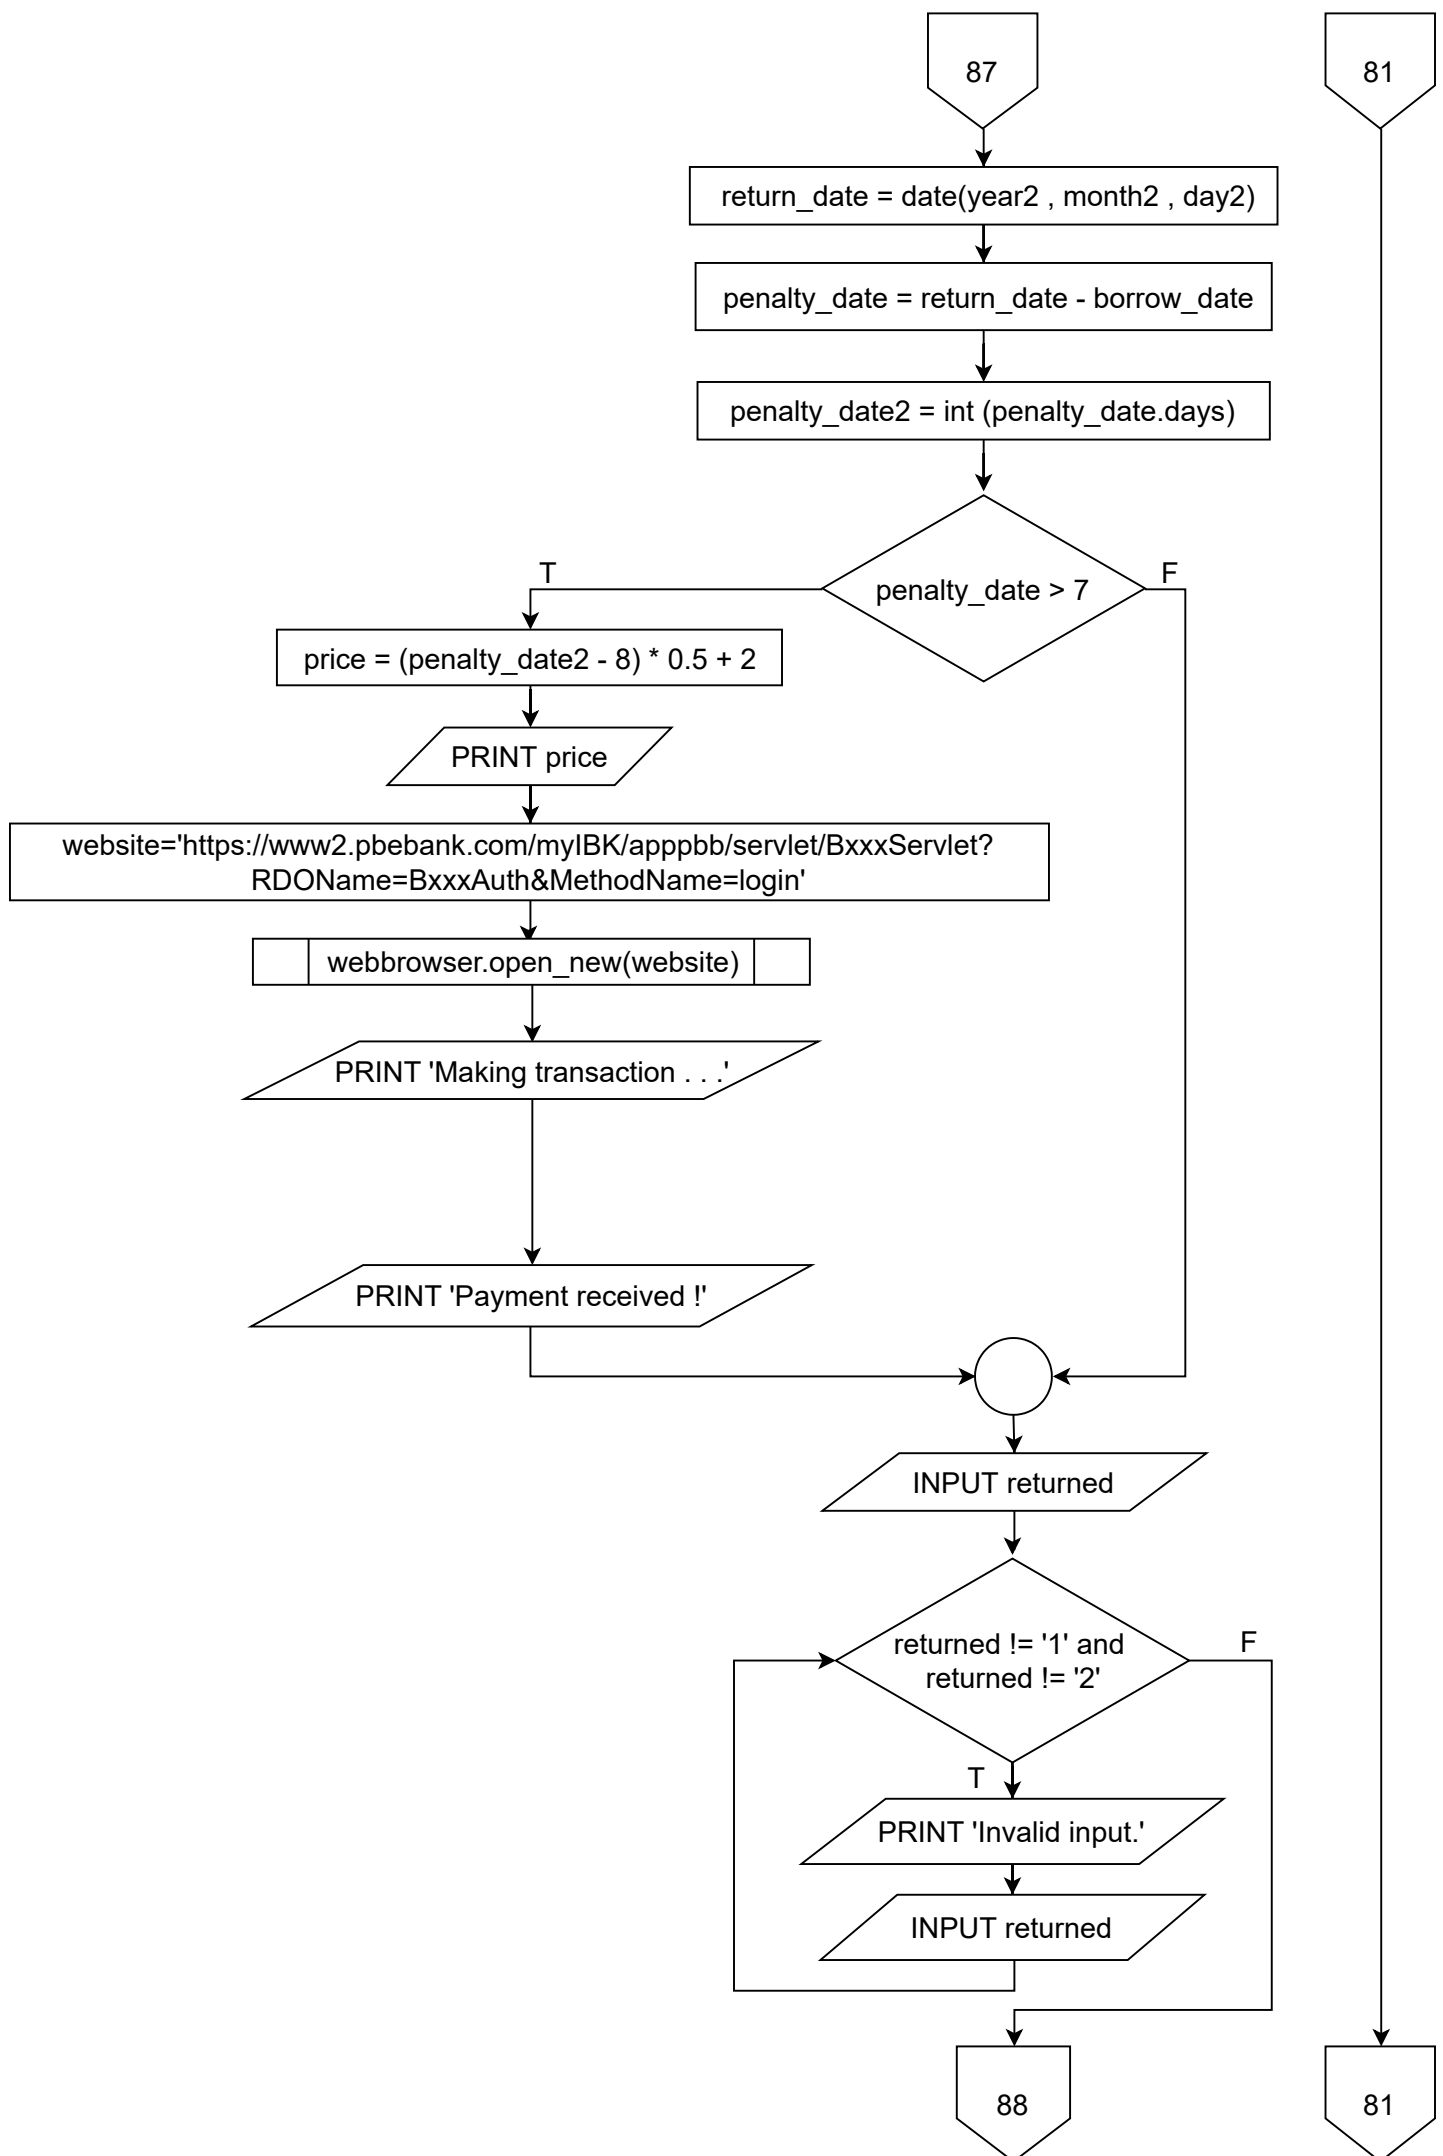 87
81
return_date = date(year2 , month2 , day2)
penalty_date = return_date - borrow_date
penalty_date2 = int (penalty_date.days)
T
F
penalty_date > 7
price = (penalty_date2 - 8) * 0.5 + 2
PRINT price
website='https://www2.pbebank.com/myIBK/apppbb/servlet/BxxxServlet?
RDOName=BxxxAuth&MethodName=login'
webbrowser.open_new(website)
PRINT 'Making transaction . . .'
PRINT 'Payment received !'
INPUT returned
returned != '1' and
returned != '2'
F
T
PRINT 'Invalid input.'
INPUT returned
88
81